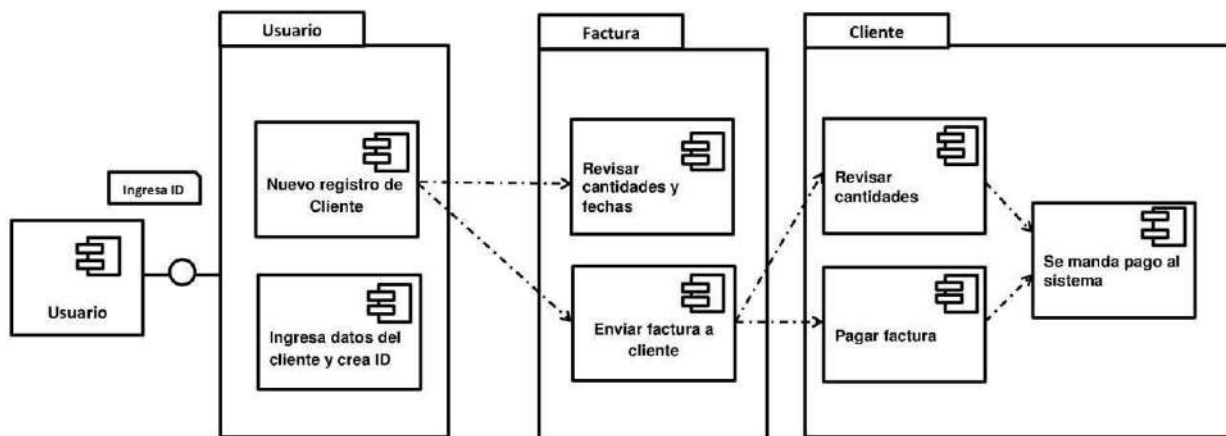 Usuario
Factura
Cliente
Ingresa ID
Usuario
Nuevo registro de
Cliente
Ingresa datos del
cliente y crea ID
Revisar
cantidades y
fechas
Enviar factura a
cliente
Revisar
cantidades
Pagar factura
Se manda pago al
sistema